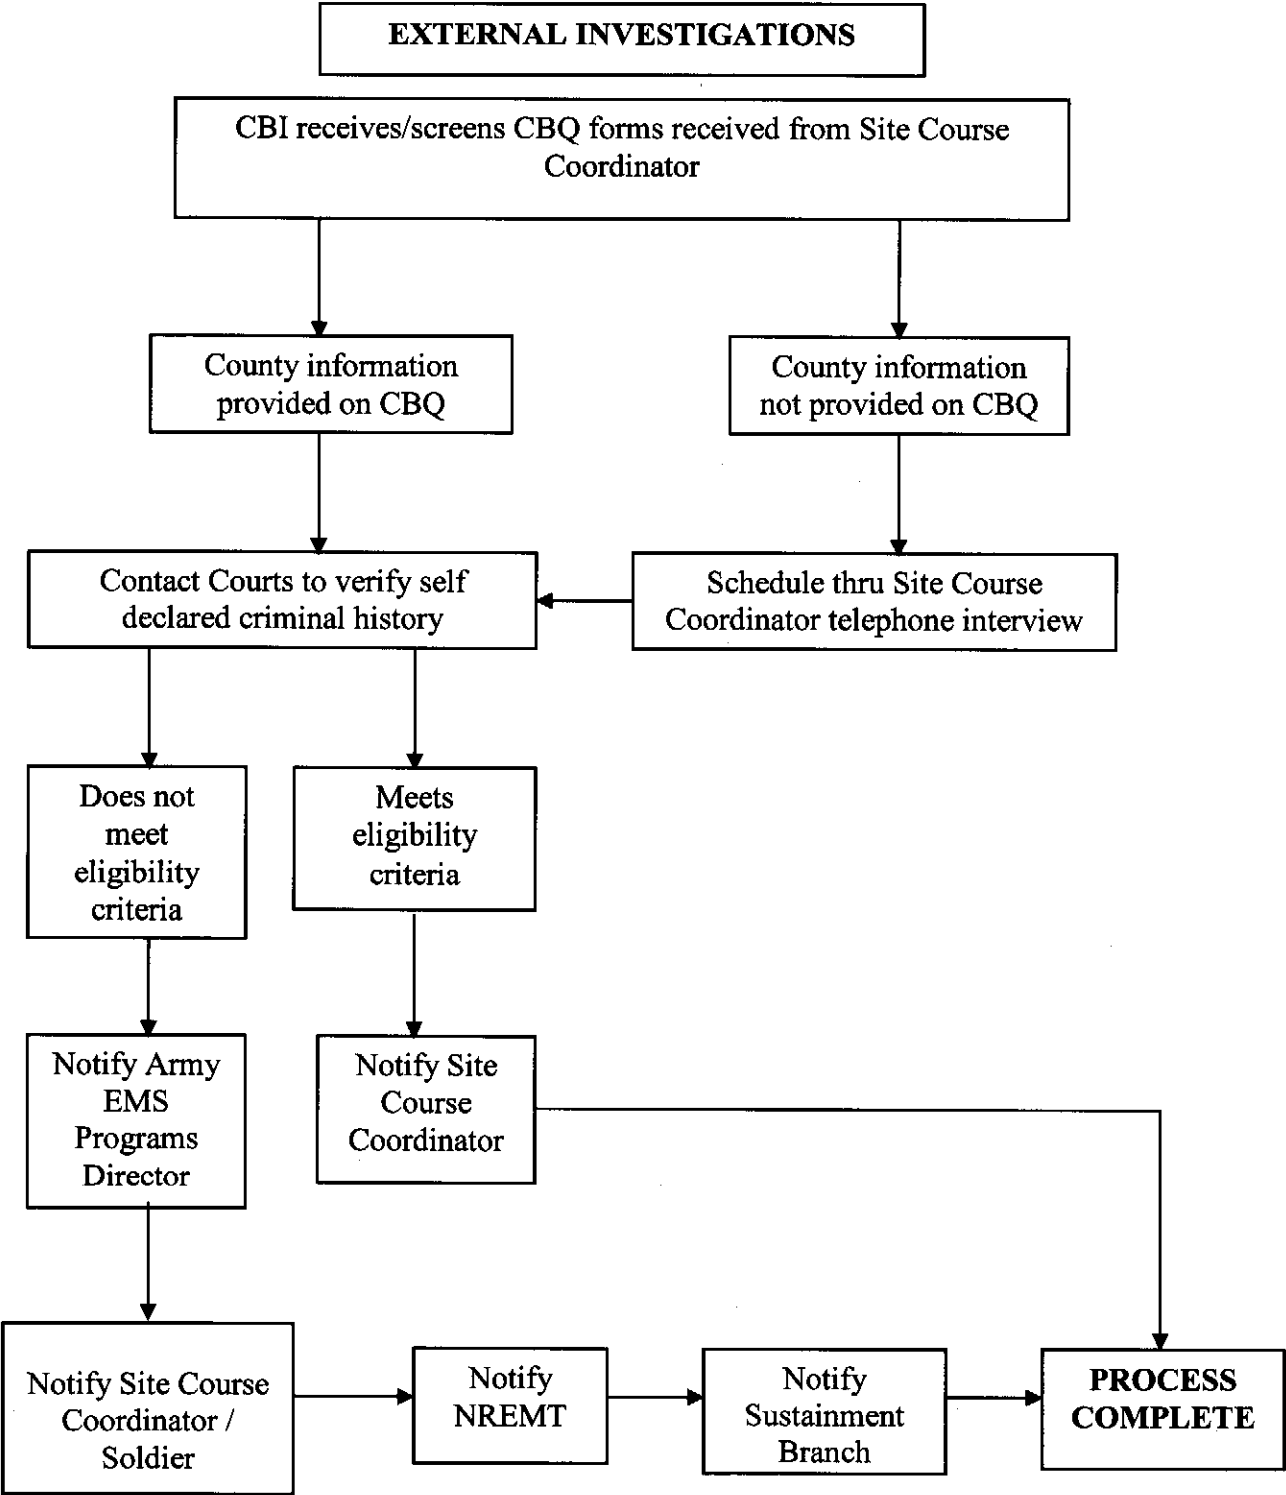 EXTERNAL INVESTIGATIONS
CBI receives/screens CBQ forms received from Site Course
Coordinator
County information
provided on CBQ
County information
not provided on CBQ
Contact Courts to verify self
declared criminal history
Schedule thru Site Course
Coordinator telephone interview
Does not
meet
eligibility
criteria
Meets
eligibility
criteria
Notify Army
EMS
Programs
Director
Notify Site
Course
Coordinator
Notify Site Course
Coordinator /
Soldier
Notify
NREMT
Notify
Sustainment
Branch
PROCESS
COMPLETE